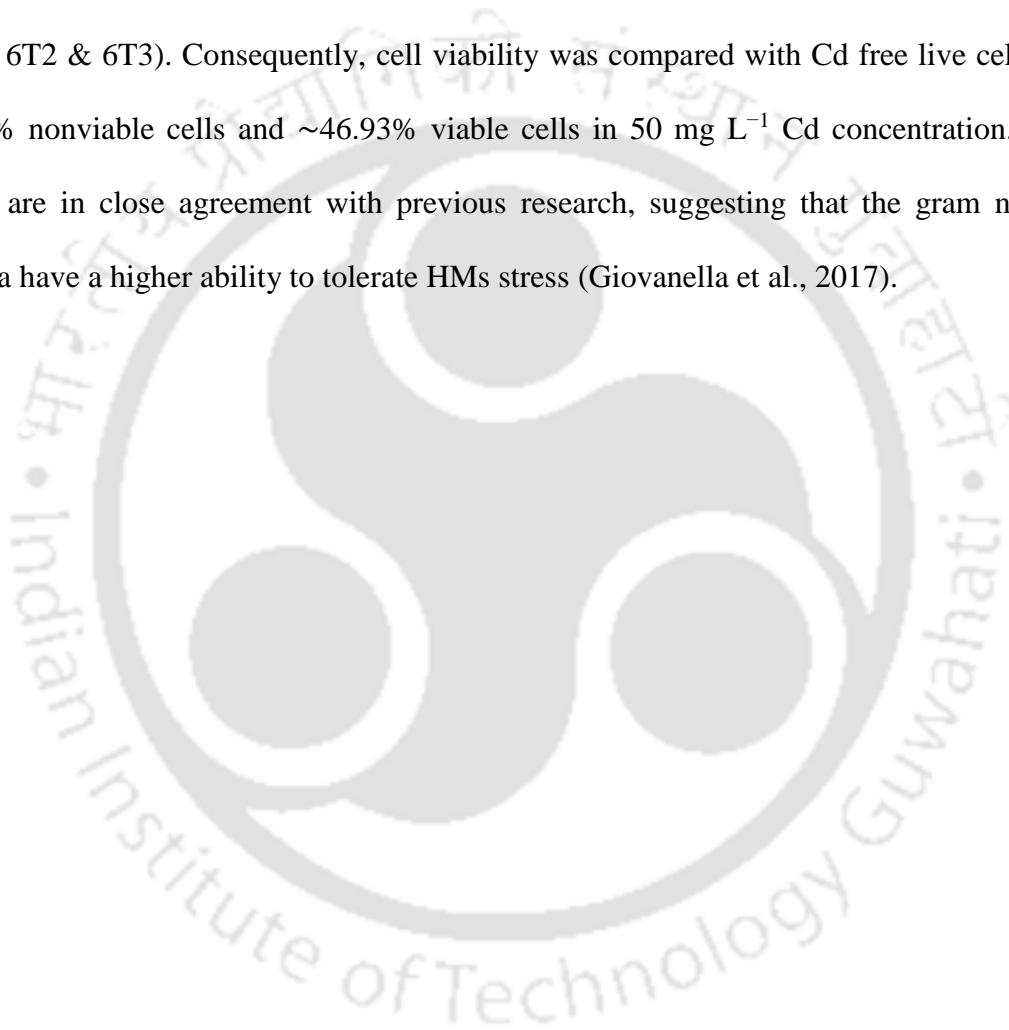 6T2 & 6T3). Consequently, cell viability was compared with Cd free live
% nonviable cells and ~46.93% viable cells in 50 mg L⁻¹ Cd concentration.
are in close agreement with previous research, suggesting that the gram
a have a higher ability to tolerate HMs stress (Giovanella et al., 2017).
भारतीय प्रौद्योगिकी संस्थान गुवाहाटी
Indian Institute of Technology Guwahati